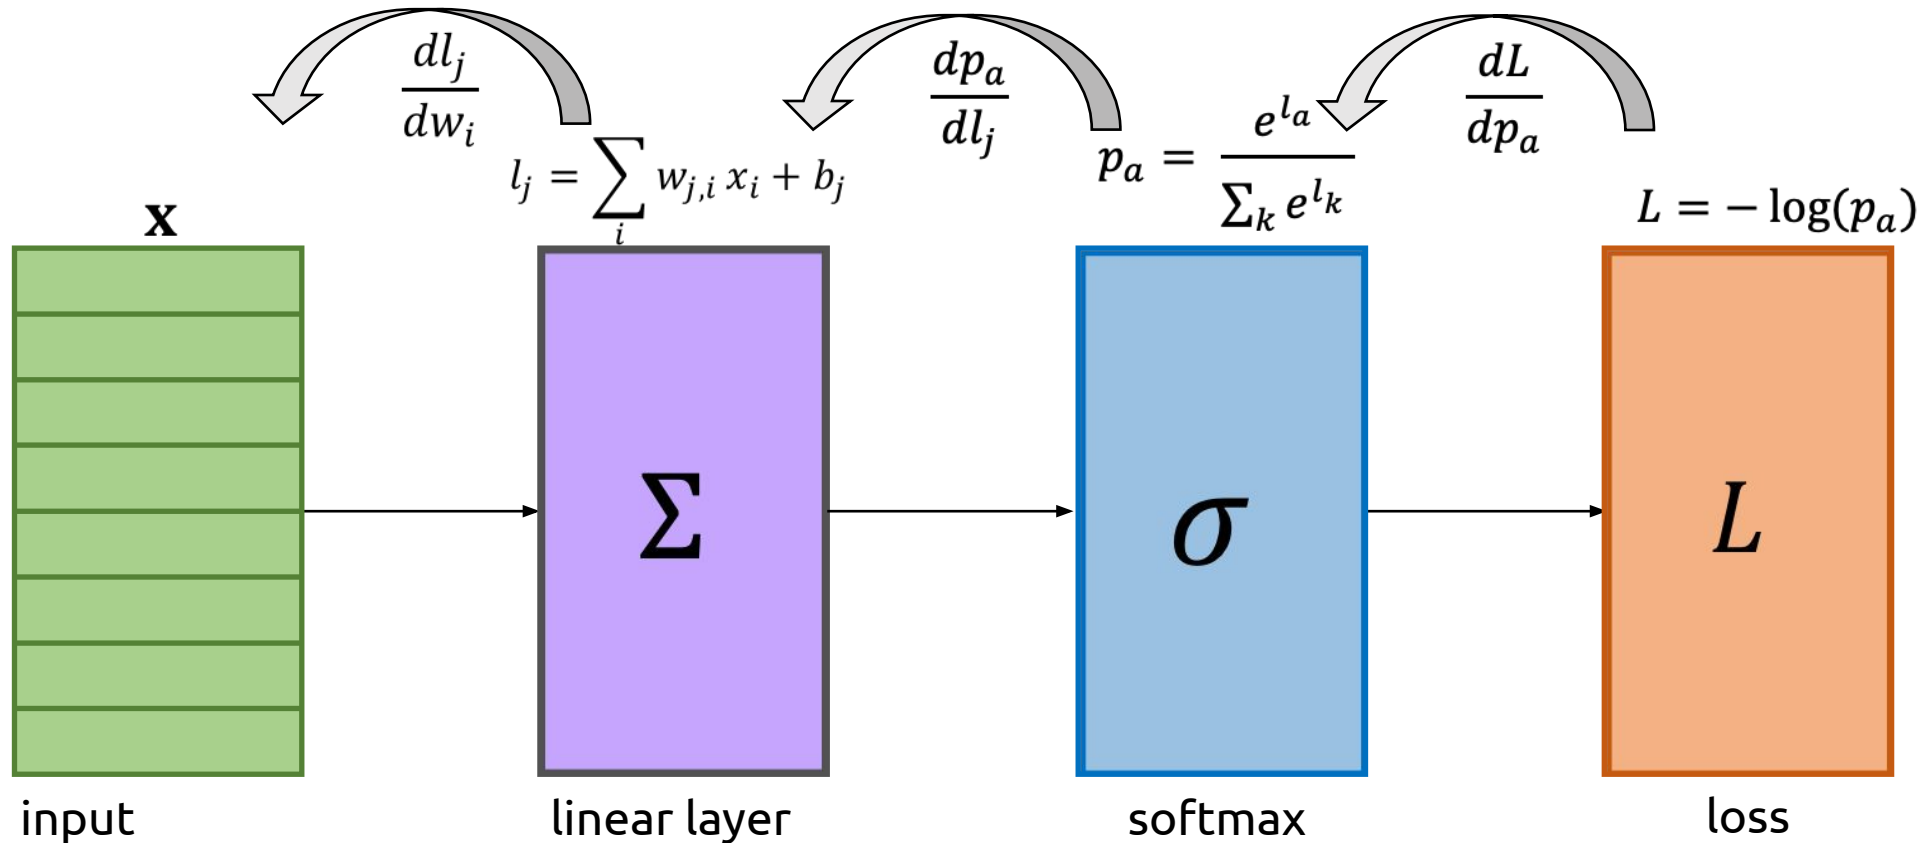 dl_j / dw_i
dp_a / dl_j
dL / dp_a
l_j = ∑_i w_{j,i} x_i + b_j
p_a = e^{l_a} / ∑_k e^{l_k}
L = − log(p_a)
x
Σ
σ
L
input
linear layer
softmax
loss